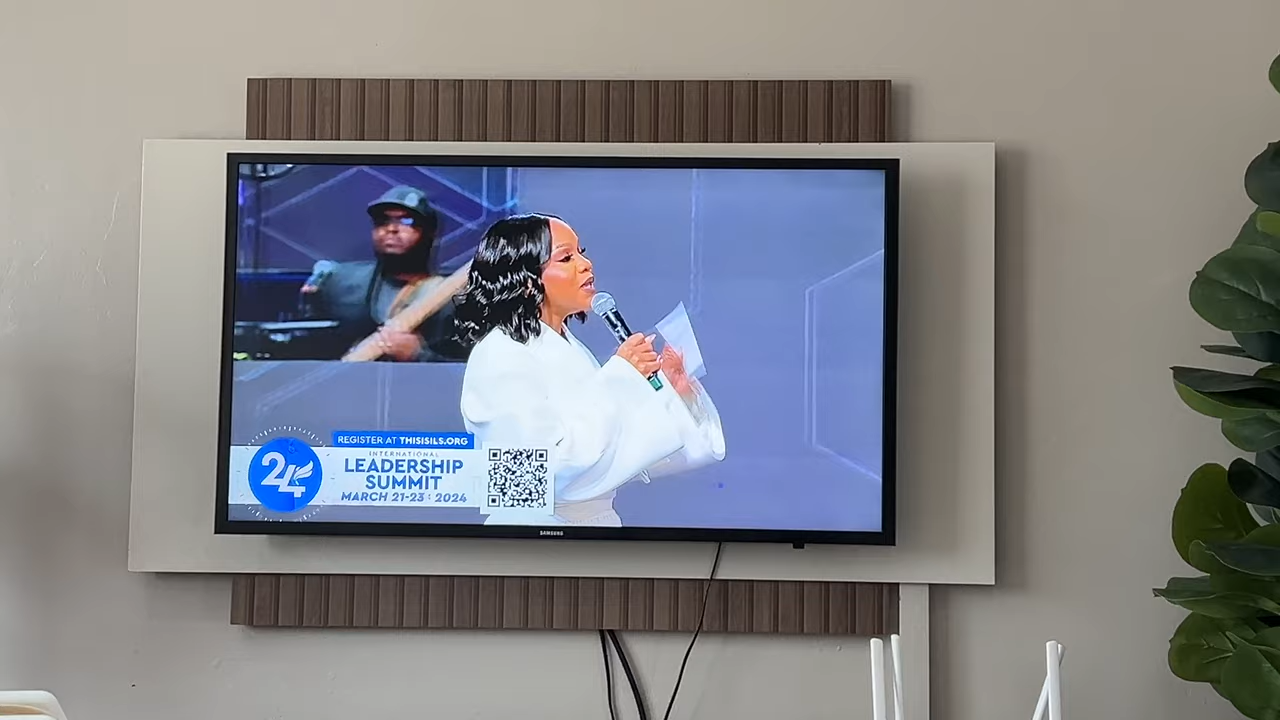 REGISTER AT THISISILS.ORG
24
INTERNATIONAL
LEADERSHIP
SUMMIT
MARCH 21-23 : 2024
SAMSUNG